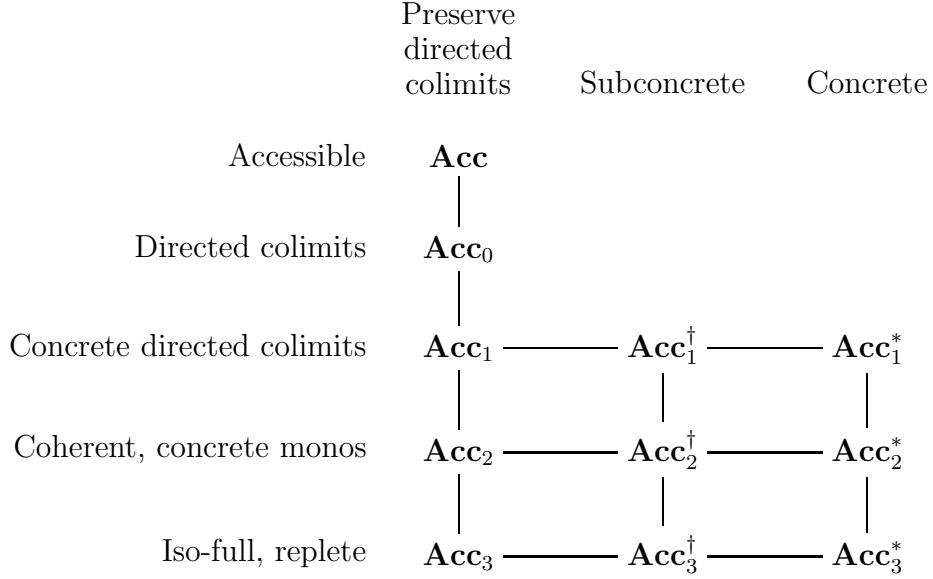 Preserve
directed
colimits Subconcrete Concrete
Accessible Acc
Directed colimits Acc₀
Concrete directed colimits Acc₁ Acc₁† Acc₁*
Coherent, concrete monos Acc₂ Acc₂† Acc₂*
Iso-full, replete Acc₃ Acc₃† Acc₃*